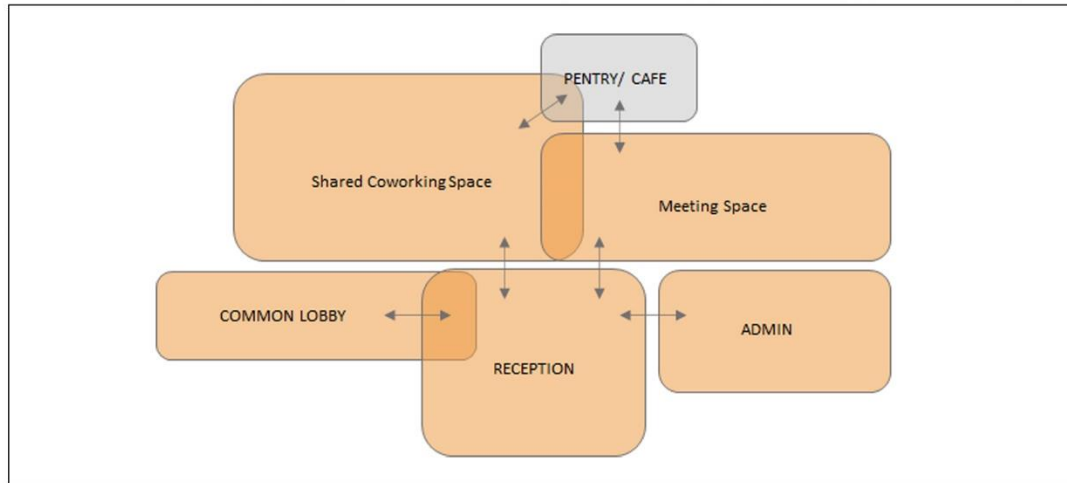 PENTRY/ CAFE
Shared Coworking Space
Meeting Space
COMMON LOBBY
ADMIN
RECEPTION